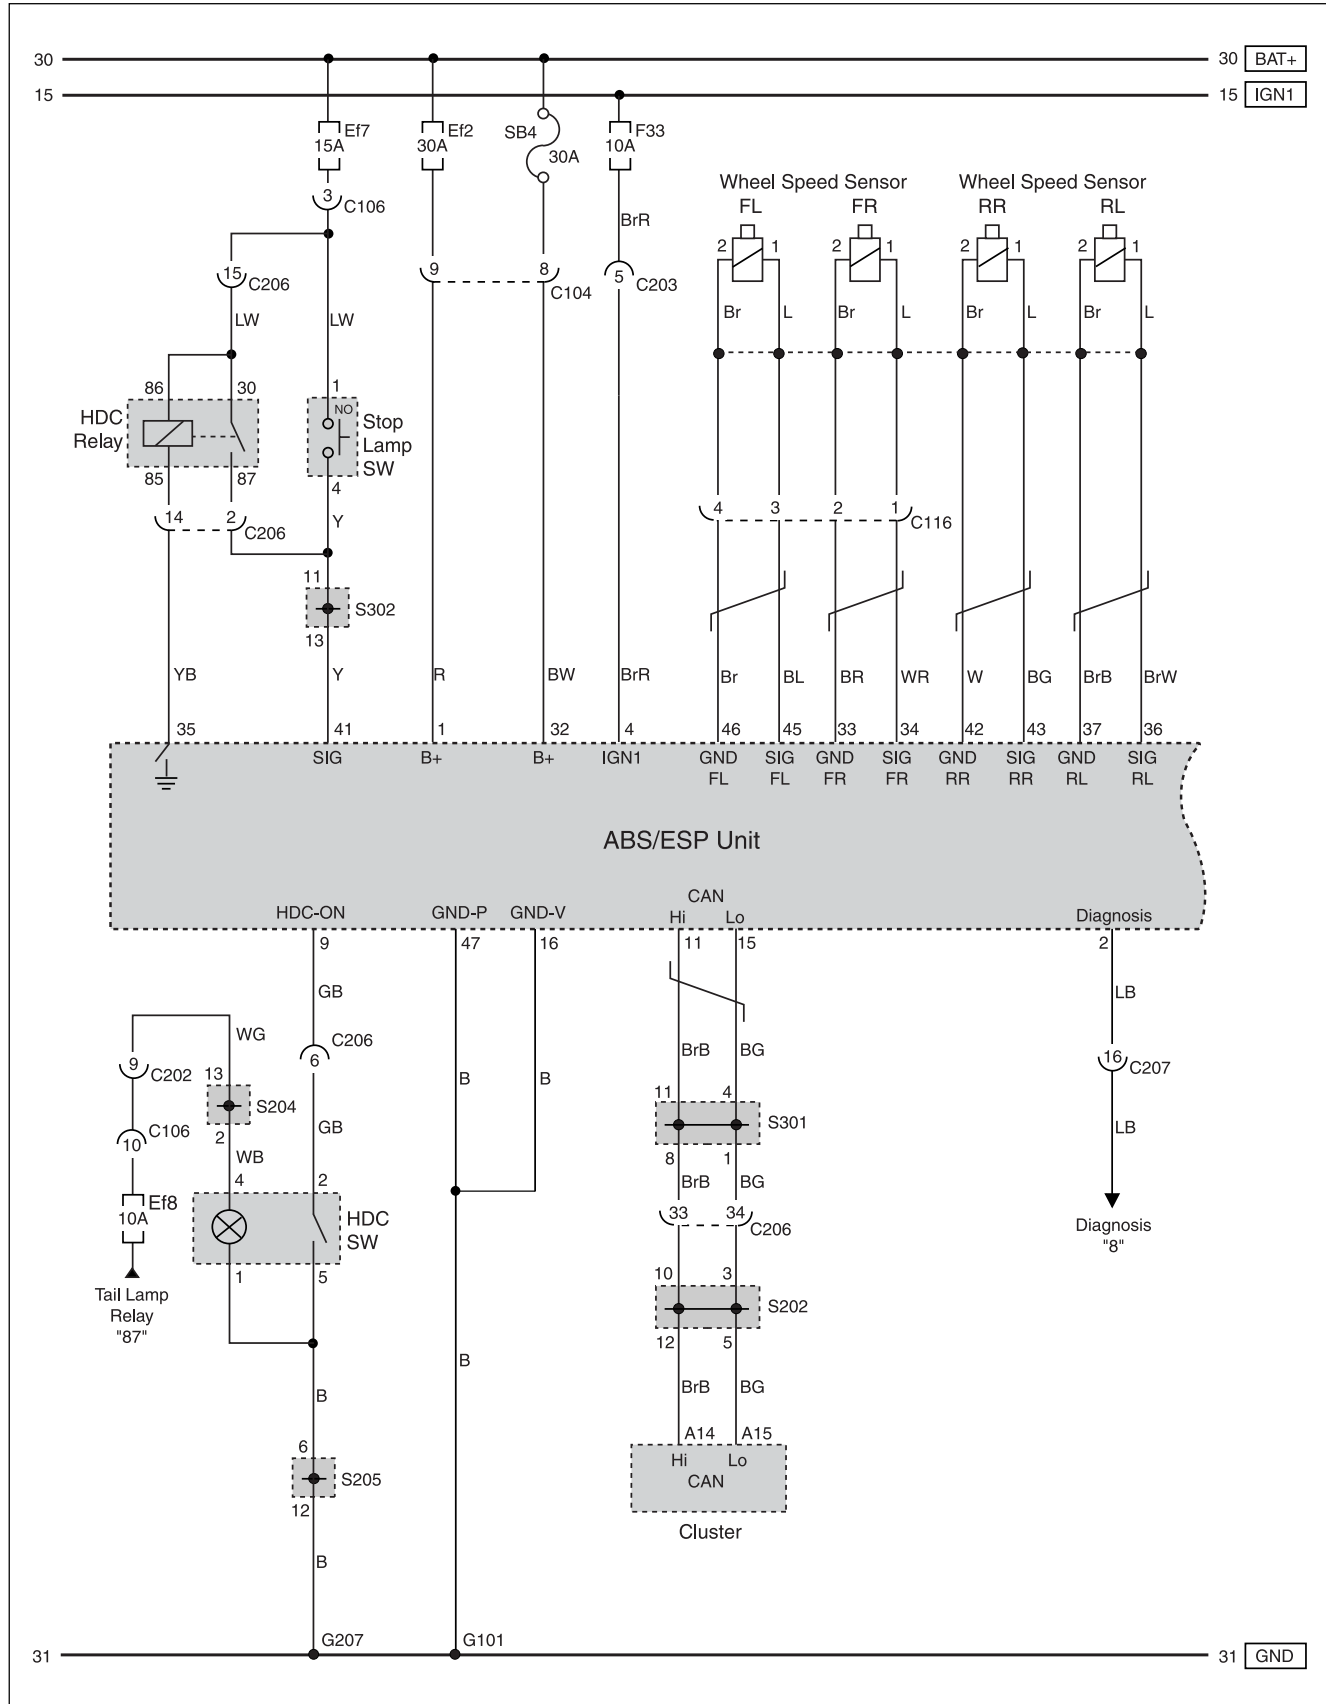 30 30 BAT+
15 15 IGN1
Ef7 Ef2 SB4 F33
15A 30A 30A 10A
Wheel Speed Sensor Wheel Speed Sensor
FL FR RR RL
3 C106
BrR
2 1 2 1 2 1 2 1
15 C206
9 8 C104
5 C203
LW LW
Br L Br L Br L Br L
86 30 1
HDC Relay
NO
Stop Lamp SW
85 87 4
14 2 C206
Y
4 3 2 1 C116
11
S302
13
YB Y R BW BrR Br BL BR WR W BG BrB BrW
35 41 1 32 4 46 45 33 34 42 43 37 36
SIG B+ B+ IGN1 GND SIG GND SIG GND SIG GND SIG
FL FL FR FR RR RR RL RL
ABS/ESP Unit
CAN
HDC-ON GND-P GND-V Hi Lo Diagnosis
9 47 16 11 15 2
GB LB
WG C206
6
BrB BG
9 C202
13
S204
2
B B
16 C207
11 4
S301
8 1
C106
10
GB LB
WB
BrB BG
4 2
Ef8
10A
HDC
SW
33 34 C206
Diagnosis
"8"
1 5
10 3
S202
12 5
Tail Lamp
Relay
"87"
B
B
BrB BG
A14 A15
Hi Lo
CAN
Cluster
6
S205
12
B
G207 G101
31 31 GND